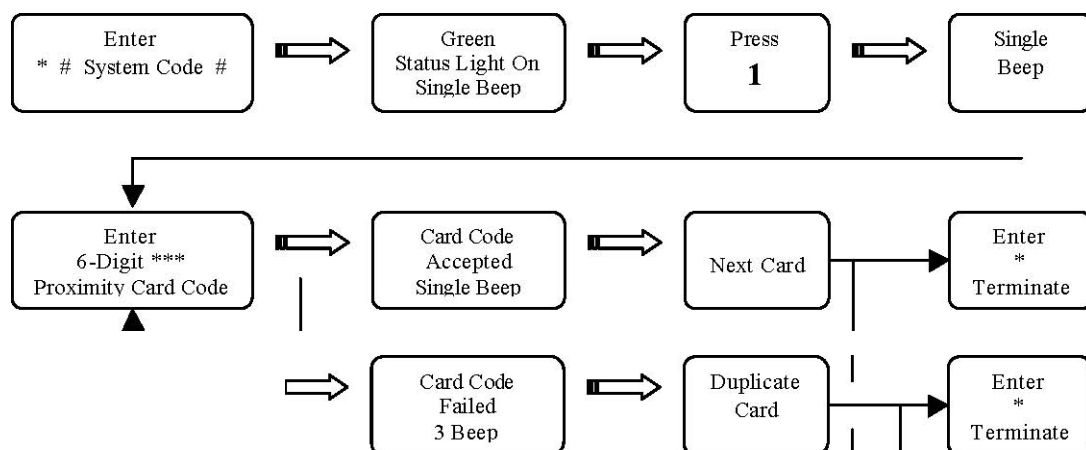 Enter
* # System Code #
Green
Status Light On
Single Beep
Press
1
Single
Beep
Enter
6-Digit ***
Proximity Card Code
Card Code
Accepted
Single Beep
Next Card
Enter
*
Terminate
Card Code
Failed
3 Beep
Duplicate
Card
Enter
*
Terminate